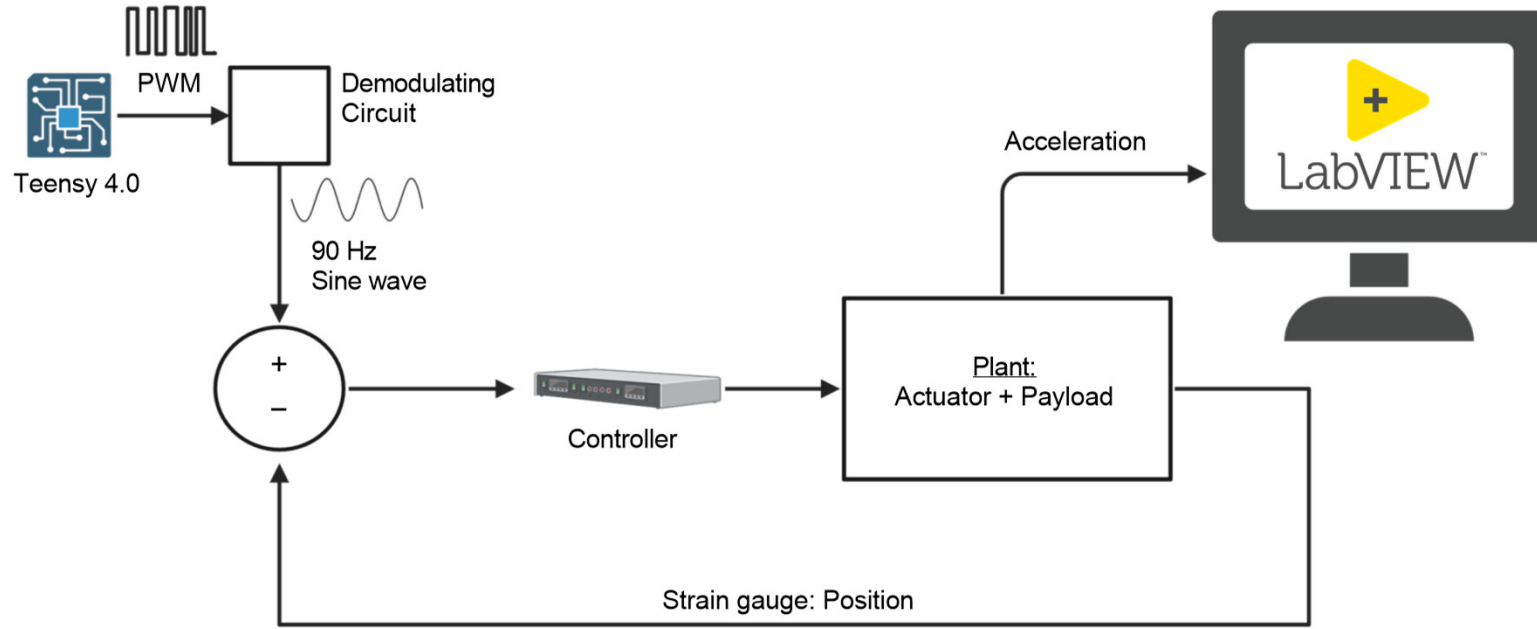 PWM
Demodulating
Circuit
Teensy 4.0
90 Hz
Sine wave
Acceleration
+
LabVIEW™
+
−
Controller
Plant:
Actuator + Payload
Strain gauge: Position